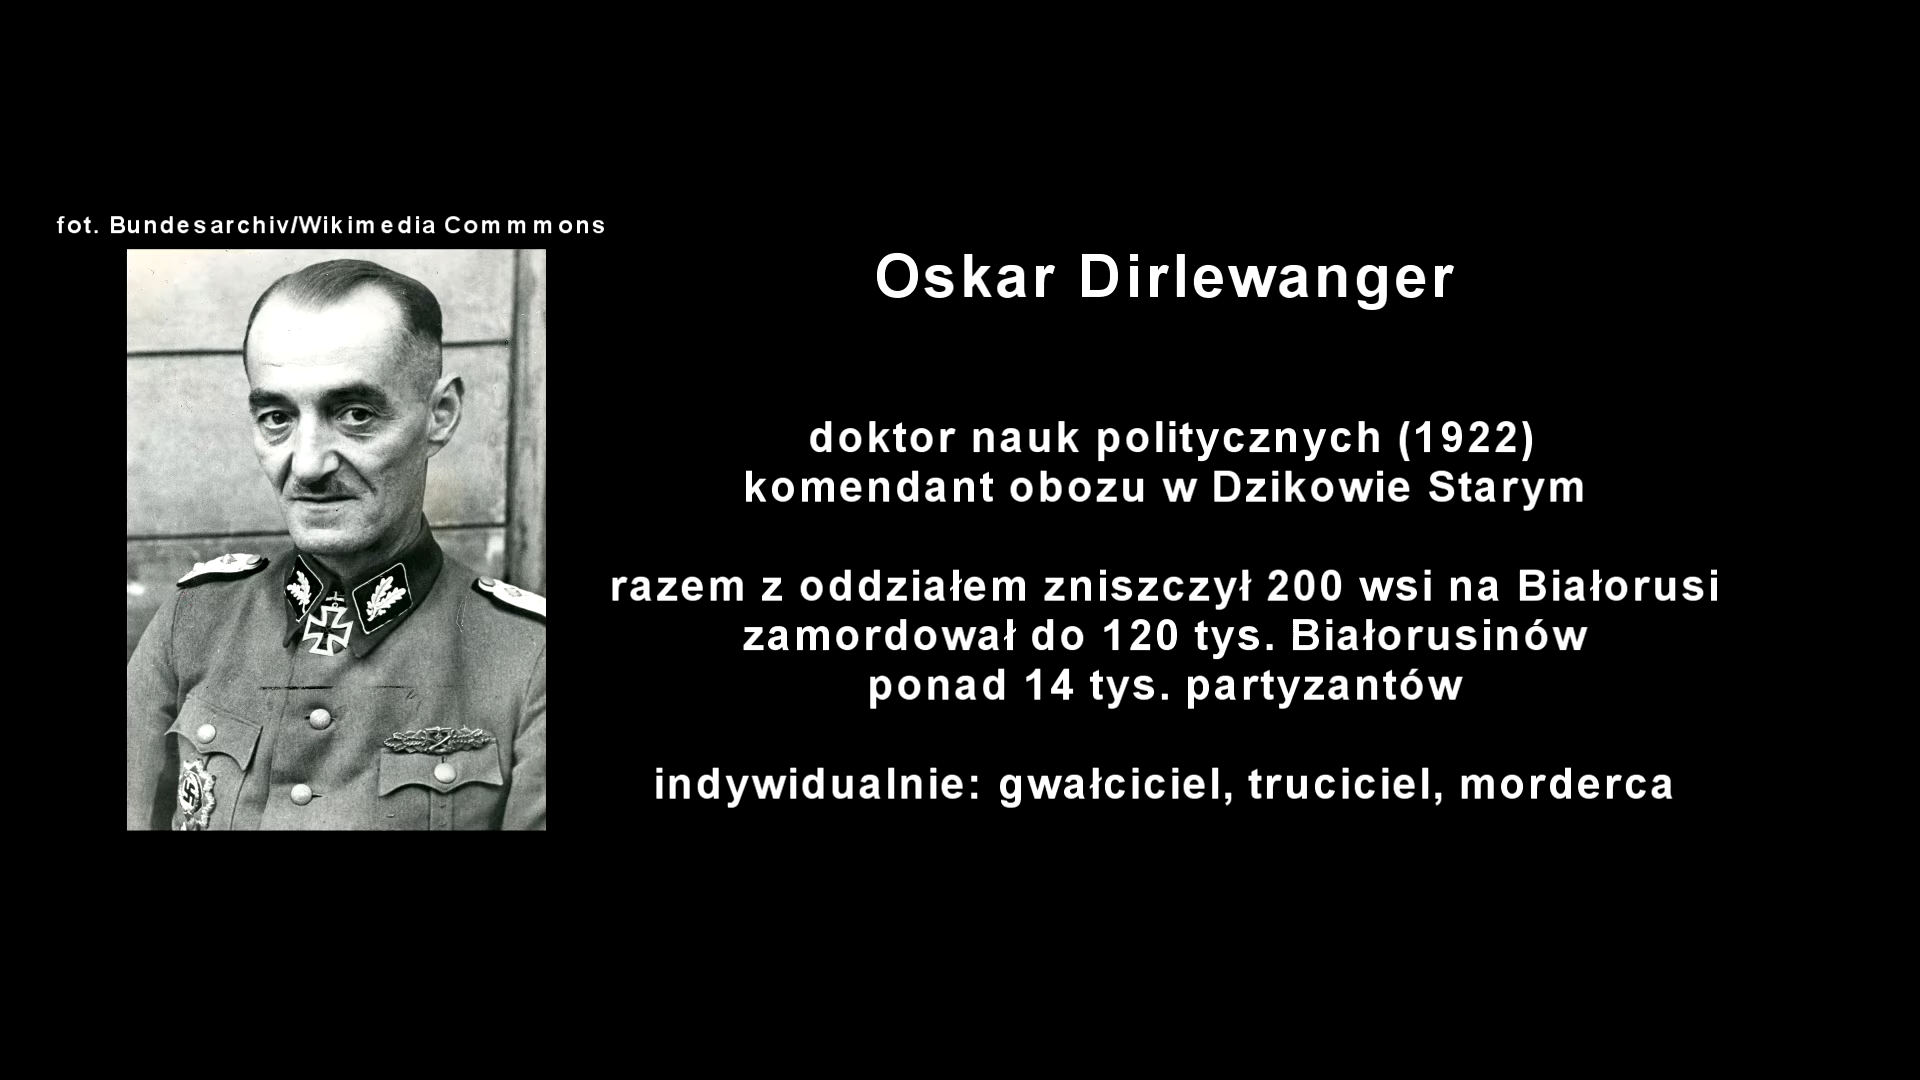 fot. Bundesarchiv/Wikimedia Commmons
Oskar Dirlewanger
doktor nauk politycznych (1922)
komendant obozu w Dzikowie Starym
razem z oddziałem zniszczył 200 wsi na Białorusi
zamordował do 120 tys. Białorusinów
ponad 14 tys. partyzantów
indywidualnie: gwałciciel, truciciel, morderca